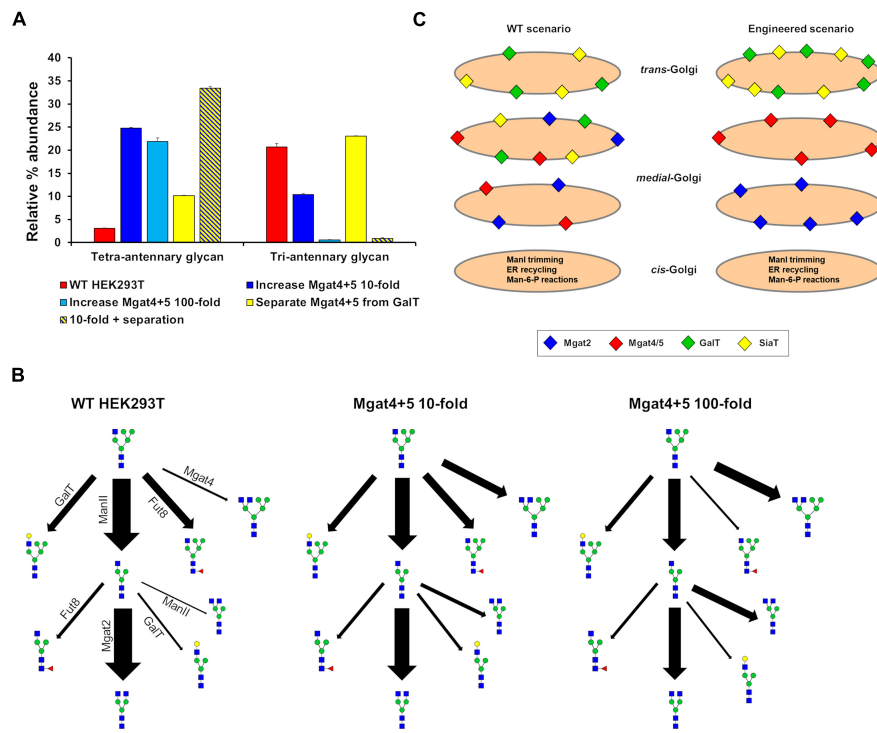 A
Relative % abundance
40
35
30
25
20
15
10
5
0
Tetra-antennary glycan
Tri-antennary glycan
WT HEK293T
Increase Mgat4+5 10-fold
Increase Mgat4+5 100-fold
Separate Mgat4+5 from GalT
10-fold + separation
C
WT scenario
Engineered scenario
trans-Golgi
medial-Golgi
cis-Golgi
ManI trimming
ER recycling
Man-6-P reactions
ManI trimming
ER recycling
Man-6-P reactions
Mgat2
Mgat4/5
GalT
SiaT
B
WT HEK293T
Mgat4+5 10-fold
Mgat4+5 100-fold
GalT
ManII
Fut8
Mgat4
Fut8
Mgat2
GalT
ManII